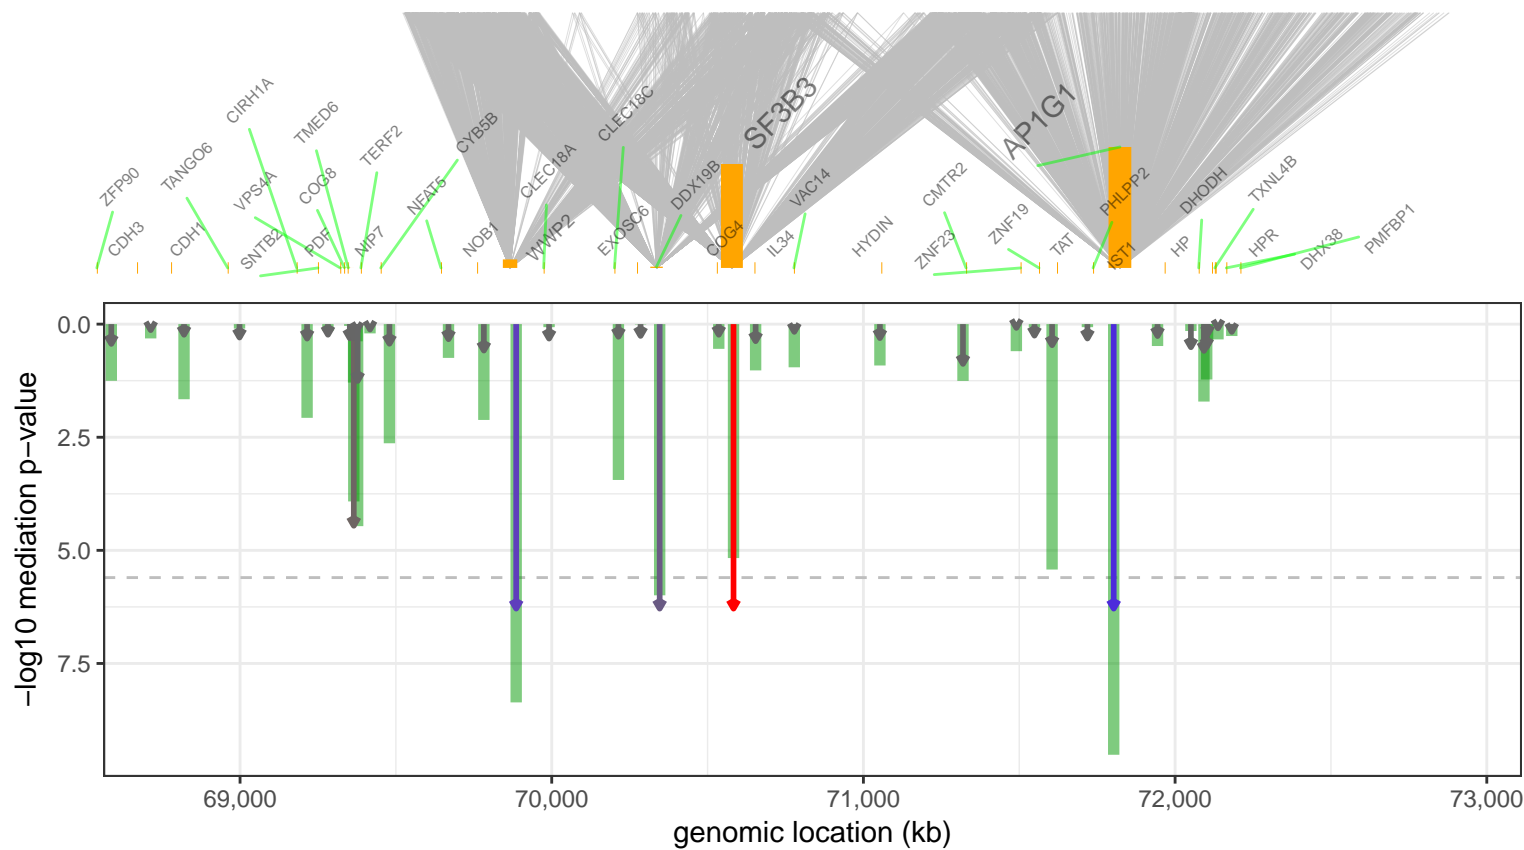 SF3B3
AP1G1
CIRH1A
TMED6
TERF2
CYB5B
CLEC18C
ZFP90
TANGO6
VPS4A
COG8
NFAT5
CLEC18A
DDX19B
VAC14
CMTR2
PHLPP2
DHODH
TXNL4B
CDH3
CDH1
SNTB2
PDF
NIP7
NOB1
WWP2
EXOSC6
COG4
IL34
HYDIN
ZNF23
ZNF19
TAT
IST1
HP
HPR
DHX38
PMFBP1
0.0
2.5
5.0
7.5
−log10 mediation p−value
69,000
70,000
71,000
72,000
73,000
genomic location (kb)